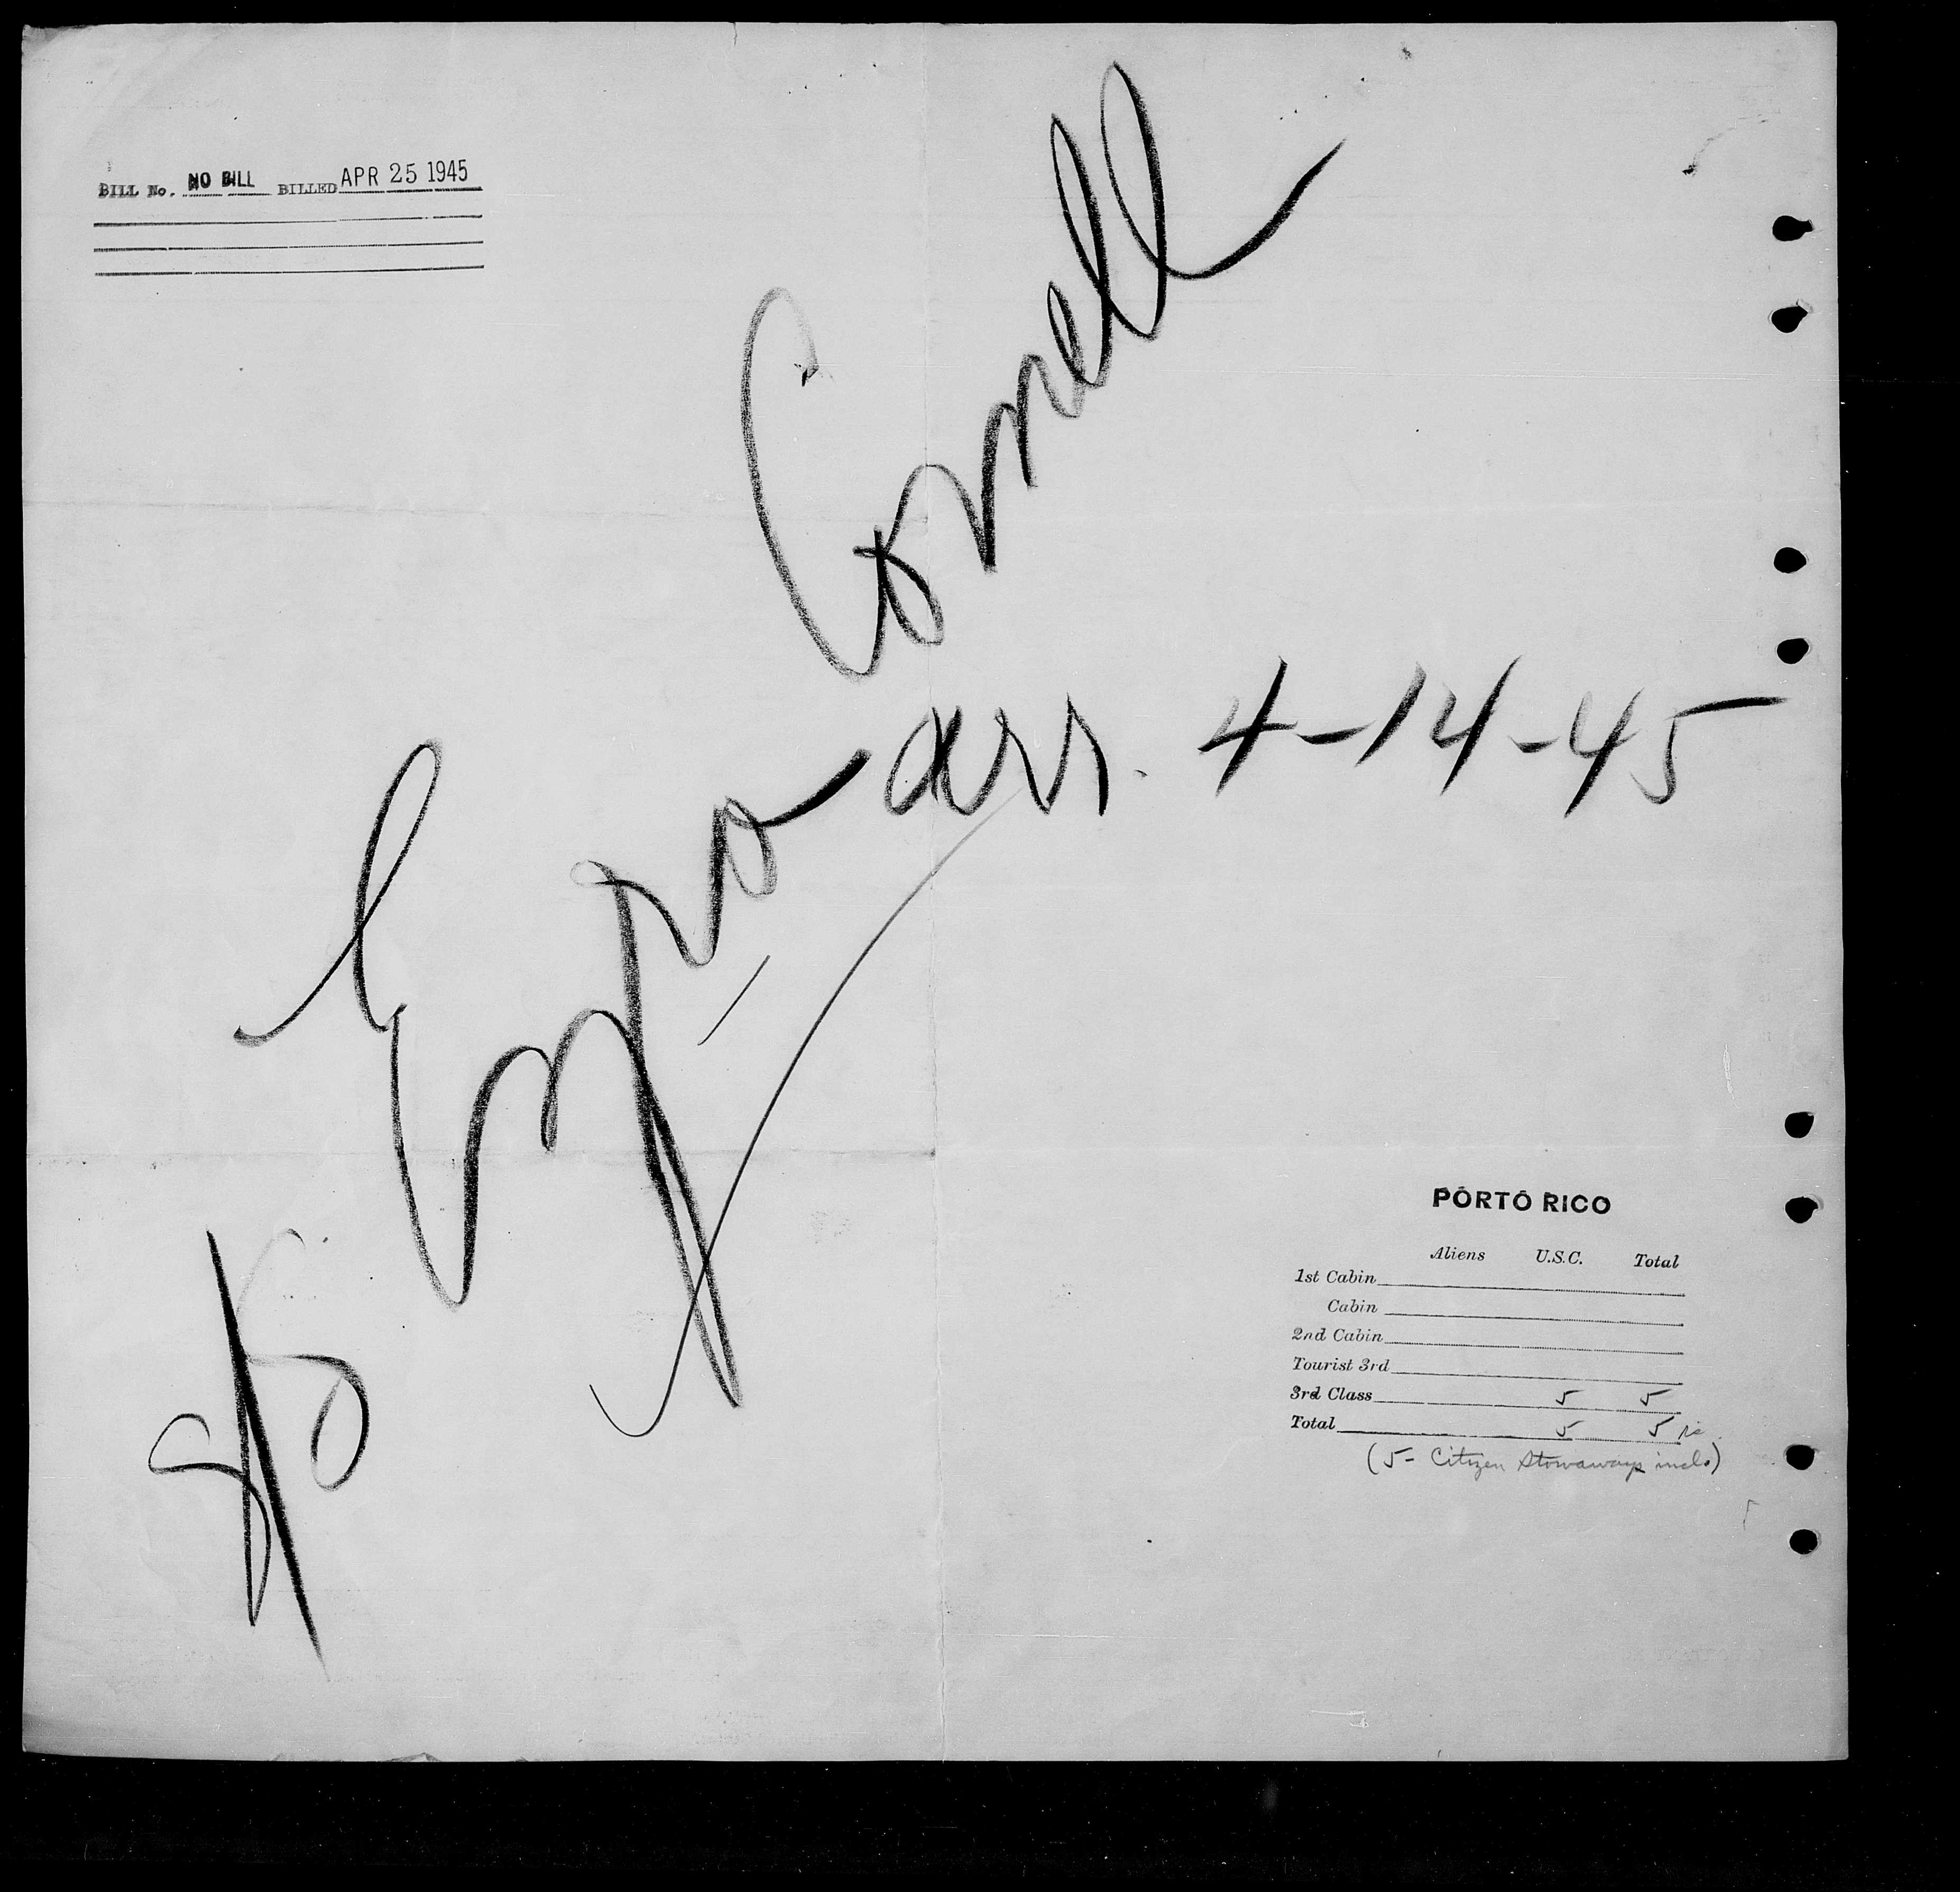 BILL No. NO BILL BILLED APR 25 1945
S/S Ezra Cornell
arr. 4-14-45
PORTO RICO
Aliens U.S.C. Total
1st Cabin
Cabin
2nd Cabin
Tourist 3rd
3rd Class 5 5
Total 5 5
(5- Citizen Stowaways incl.)